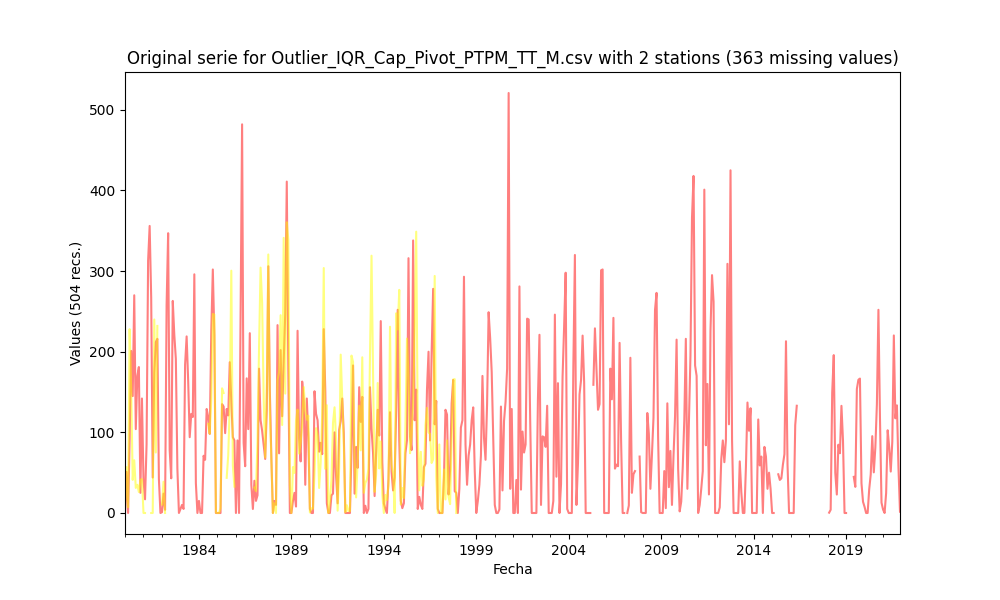 Original serie for Outlier_IQR_Cap_Pivot_PTPM_TT_M.csv with 2 stations (363 missing values)
500
400
300
200
100
0
Values (504 recs.)
1984 1989 1994 1999 2004 2009 2014 2019
Fecha